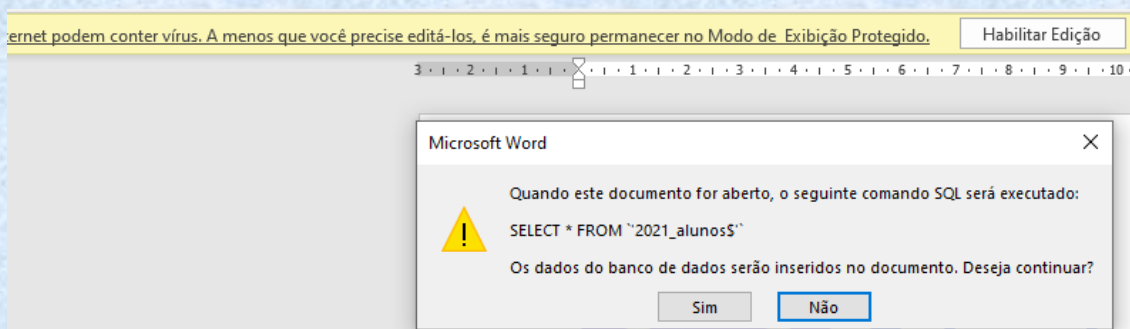 podem conter vírus. A menos que você precise editá-los, é mais seguro permanecer no Modo de Exibição Protegido. Habilitar Edição
3 2 1 1 2 3 4 5 6 7 8 9 10
Microsoft Word
Quando este documento for aberto, o seguinte comando SQL será executado:
SELECT * FROM `'2021_alunos$'`
Os dados do banco de dados serão inseridos no documento. Deseja continuar?
Sim Não